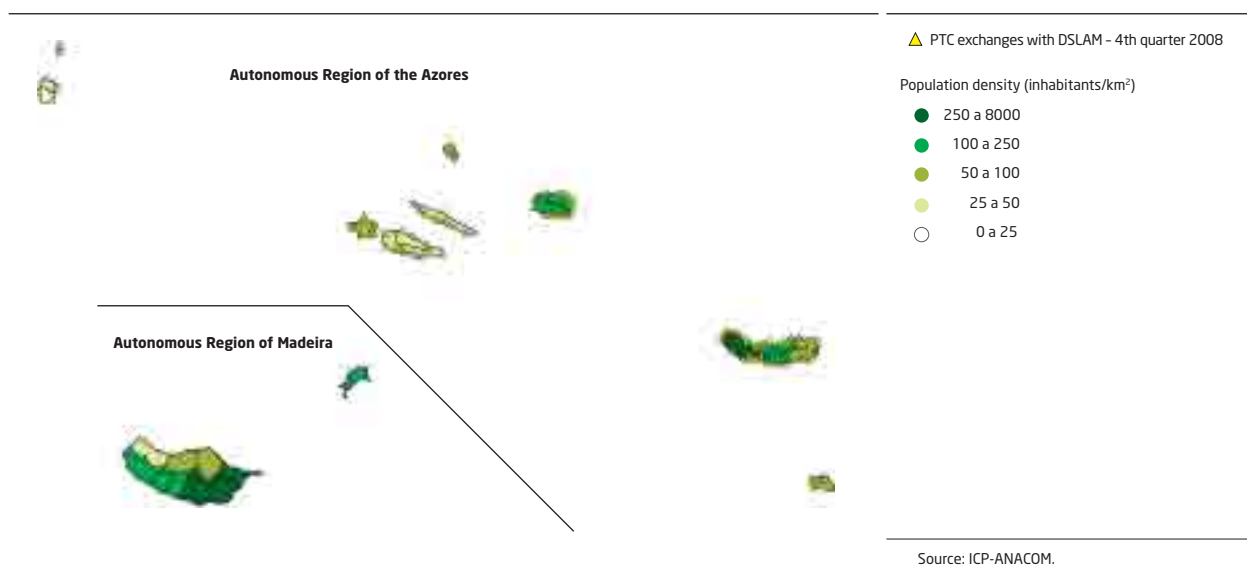 Autonomous Region of the Azores
Autonomous Region of Madeira
PTC exchanges with DSLAM – 4th quarter 2008
Population density (inhabitants/km²)
250 a 8000
100 a 250
50 a 100
25 a 50
0 a 25
Source: ICP-ANACOM.